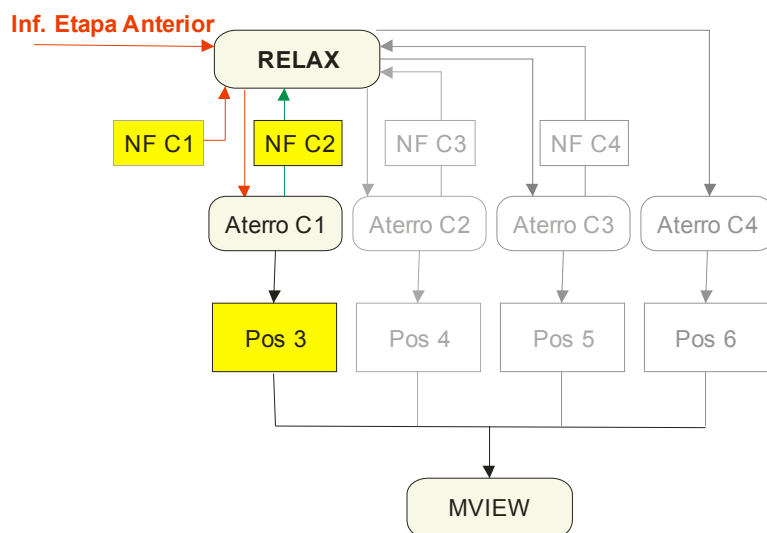 Inf. Etapa Anterior
RELAX
NF C1
NF C2
NF C3
NF C4
Aterro C1
Aterro C2
Aterro C3
Aterro C4
Pos 3
Pos 4
Pos 5
Pos 6
MVIEW